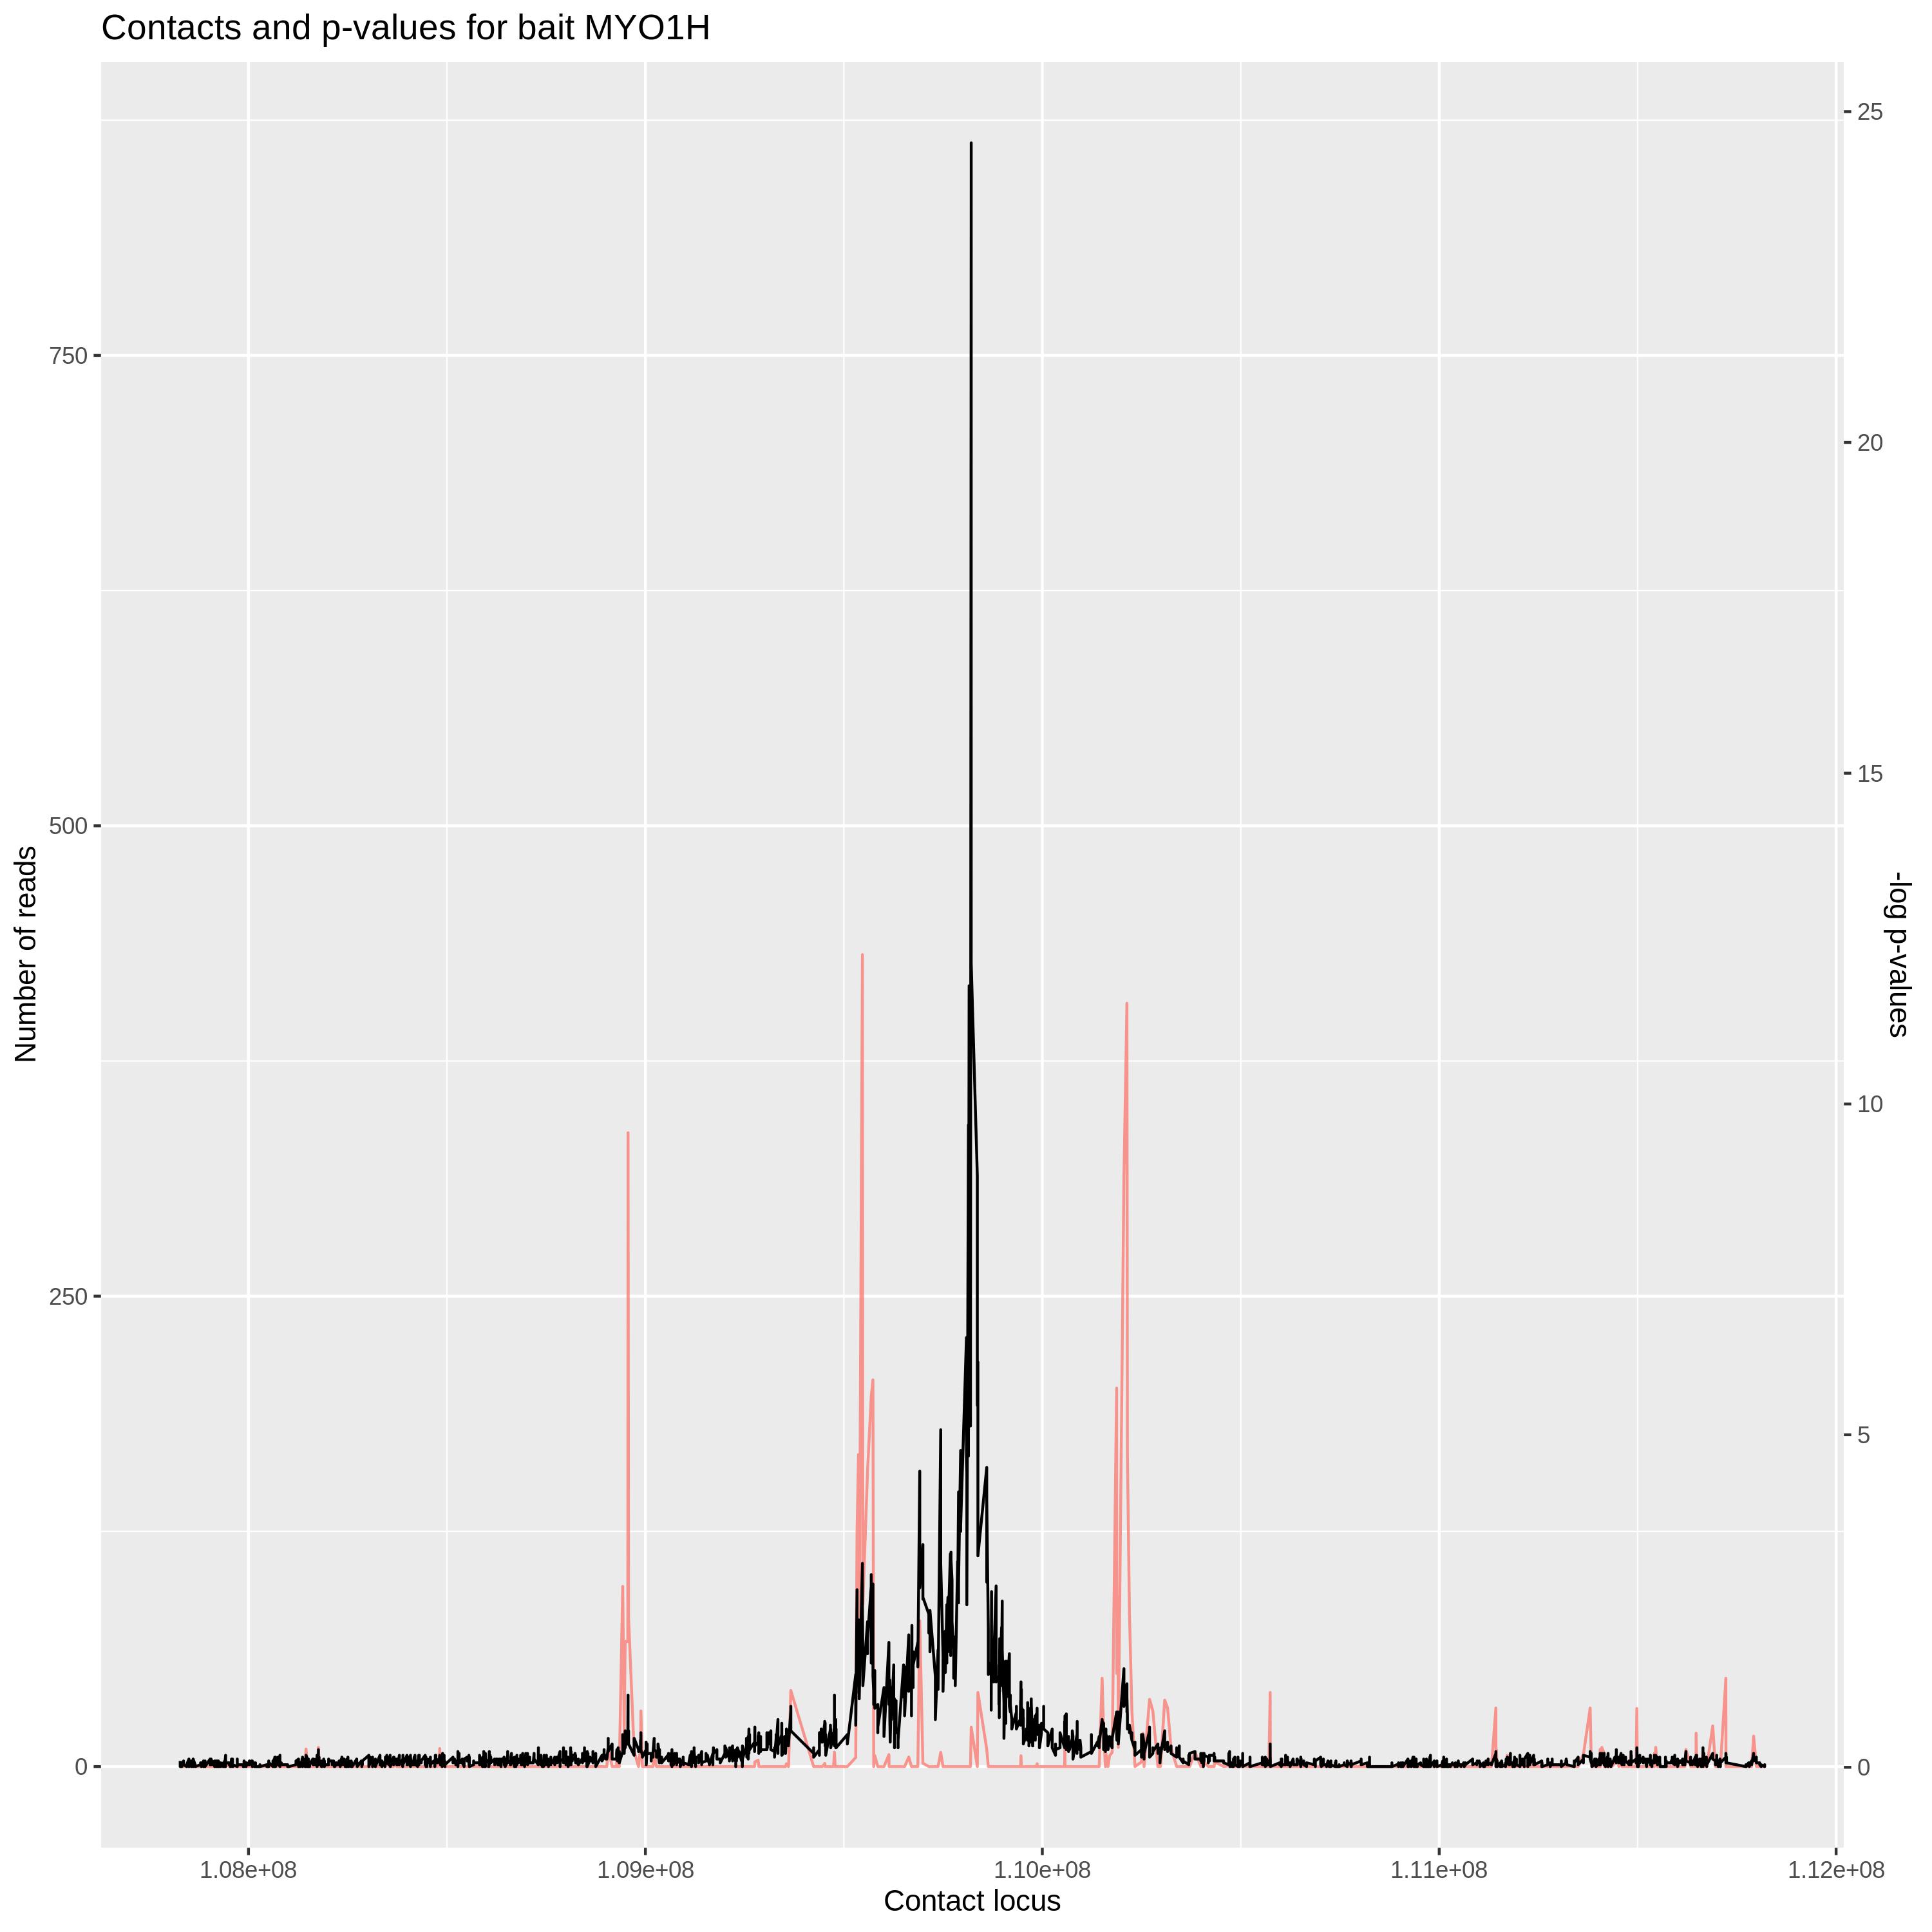 Contacts and p-values for bait MYO1H
Number of reads
750
500
250
0
25
20
15
10
5
0
-log p-values
1.08e+08
1.09e+08
1.10e+08
1.11e+08
1.12e+08
Contact locus